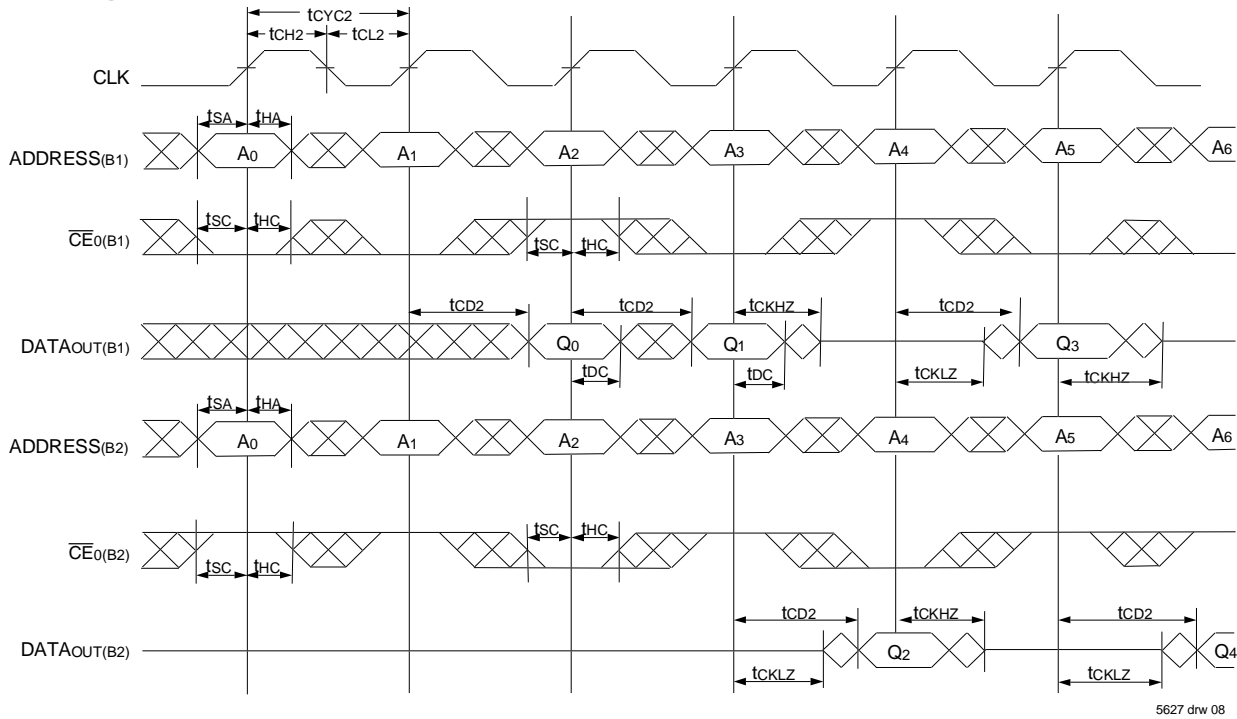 tCYC2
tCH2 tCL2
CLK
tSA tHA
ADDRESS(B1) A0 A1 A2 A3 A4 A5 A6
tSC tHC
CE0(B1)
tSC tHC
tCD2 tCD2 tCKHZ tCD2
DATAOUT(B1) Q0 Q1 Q3
tDC tDC tCKLZ tCKHZ
tSA tHA
ADDRESS(B2) A0 A1 A2 A3 A4 A5 A6
tSC tHC
CE0(B2)
tSC tHC
tCD2 tCKHZ tCD2
DATAOUT(B2) Q2 Q4
tCKLZ tCKLZ
5627 drw 08